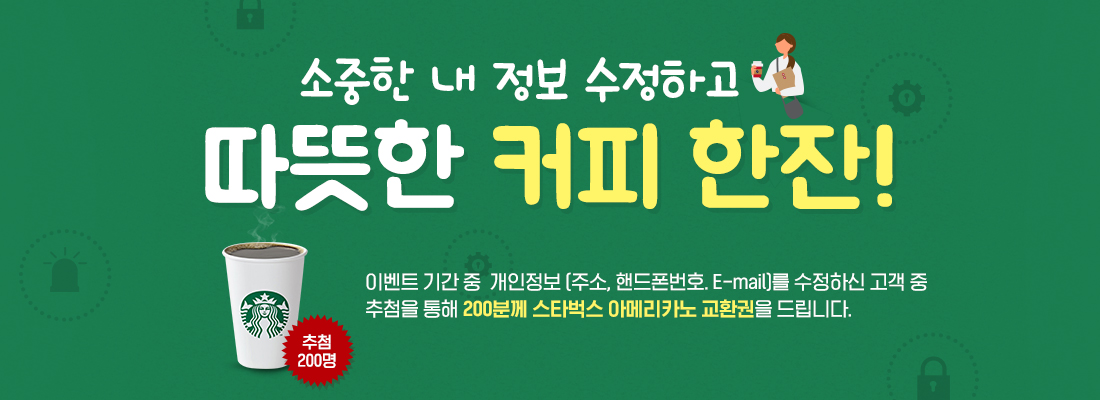 소중한 내 정보 수정하고
따뜻한 커피 한잔!
이벤트 기간 중 개인정보 (주소, 핸드폰번호. E-mail)를 수정하신 고객 중
추첨을 통해 200분께 스타벅스 아메리카노 교환권을 드립니다.
추첨
200명